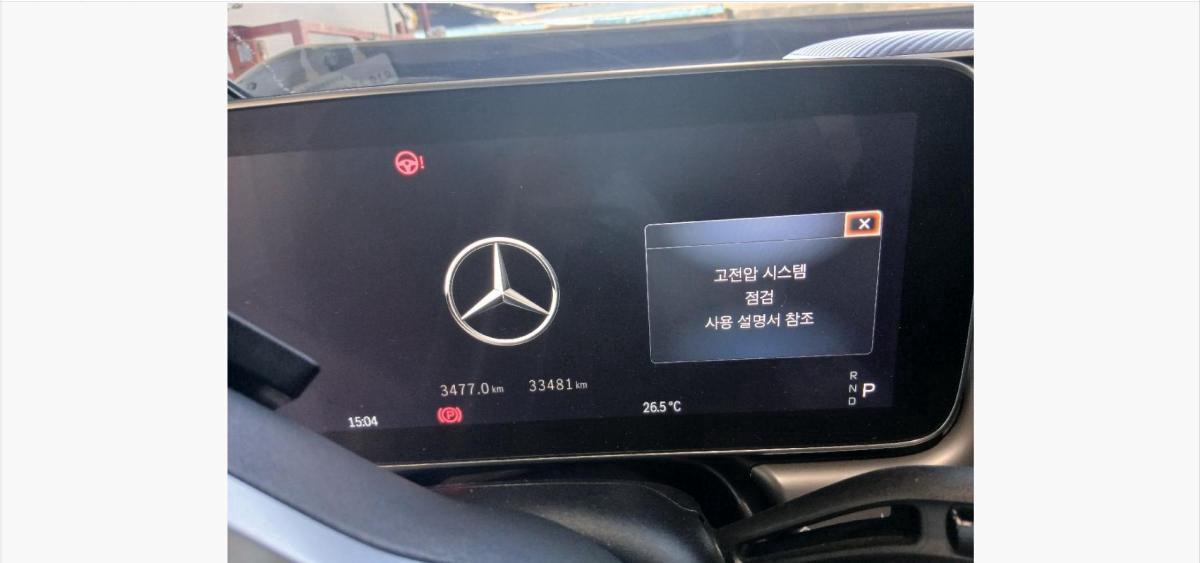 고전압 시스템
점검
사용 설명서 참조
3477.0 km 33481 km
R
N
D
P
15:04
26.5 °C